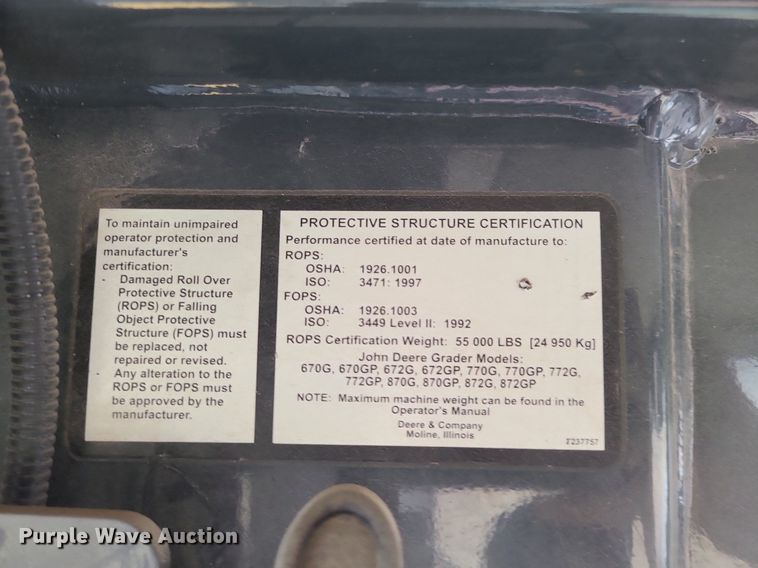 To maintain unimpaired
operator protection and
manufacturer's
certification:
- Damaged Roll Over
Protective Structure
(ROPS) or Falling
Object Protective
Structure (FOPS) must
be replaced, not
repaired or revised.
- Any alteration to the
ROPS or FOPS must
be approved by the
manufacturer.
PROTECTIVE STRUCTURE CERTIFICATION
Performance certified at date of manufacture to:
ROPS:
OSHA: 1926.1001
ISO: 3471: 1997
FOPS:
OSHA: 1926.1003
ISO: 3449 Level II: 1992
ROPS Certification Weight: 55 000 LBS [24 950 Kg]
John Deere Grader Models:
670G, 670GP, 672G, 672GP, 770G, 770GP, 772G,
772GP, 870G, 870GP, 872G, 872GP
NOTE: Maximum machine weight can be found in the
Operator's Manual
Deere & Company
Moline, Illinois
T237757
Purple Wave Auction